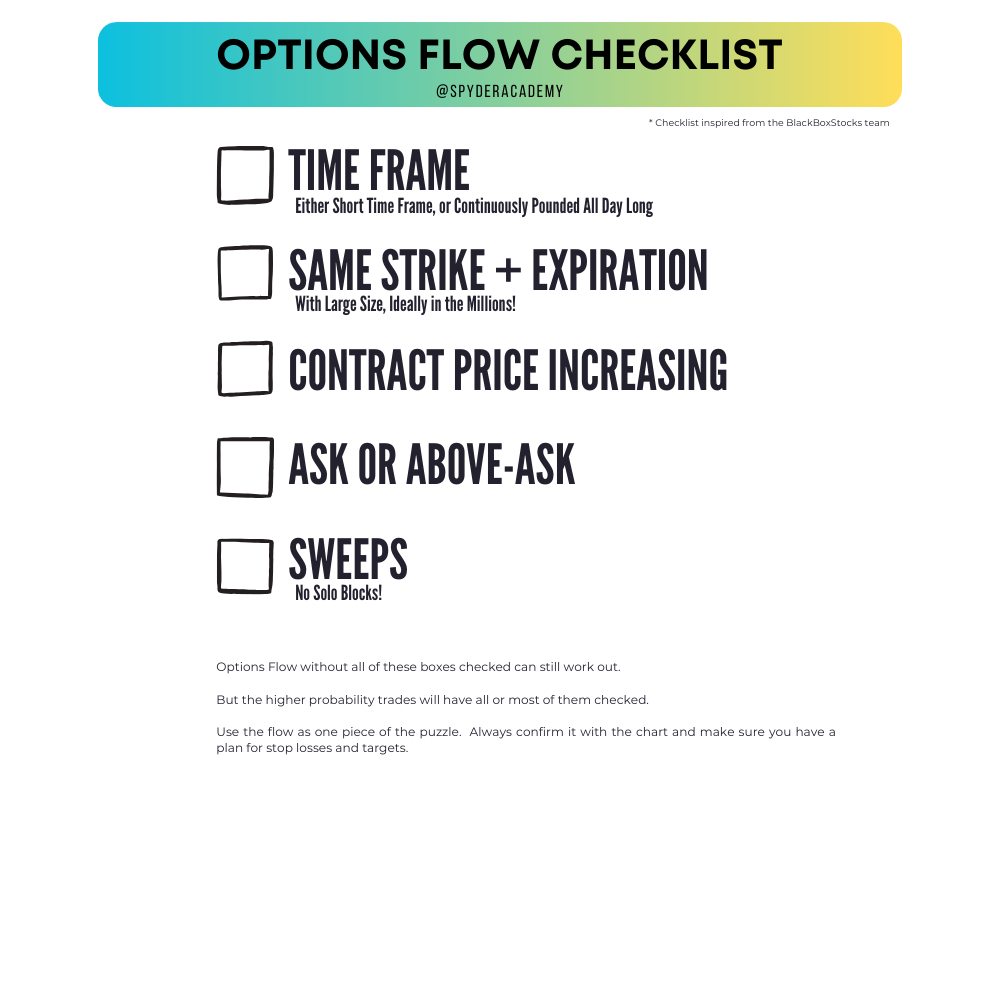 OPTIONS FLOW CHECKLIST
@SPYDERACADEMY
* Checklist inspired from the BlackBoxStocks team
TIME FRAME
Either Short Time Frame, or Continuously Pounded All Day Long
SAME STRIKE + EXPIRATION
With Large Size, Ideally in the Millions!
CONTRACT PRICE INCREASING
ASK OR ABOVE-ASK
SWEEPS
No Solo Blocks!
Options Flow without all of these boxes checked can still work out.
But the higher probability trades will have all or most of them checked.
Use the flow as one piece of the puzzle.  Always confirm it with the chart and make sure you have a
plan for stop losses and targets.